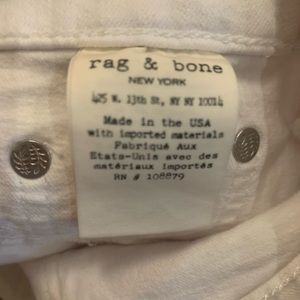 rag & bone
NEW YORK
425 W. 13th St, NY NY 10014
Made in the USA
with imported materials
Fabriqué Aux
Etats-Unis avec des
matériaux importés
RN # 108879